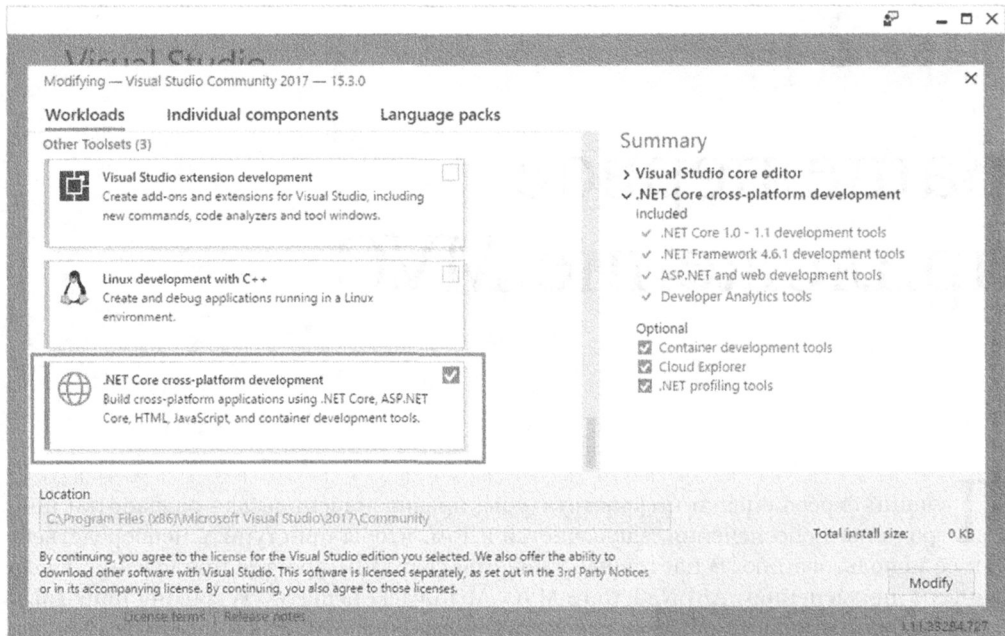 Visual Studio
Modifying — Visual Studio Community 2017 — 15.3.0
Workloads Individual components Language packs
Other Toolsets (3)
Visual Studio extension development
Create add-ons and extensions for Visual Studio, including
new commands, code analyzers and tool windows.
Linux development with C++
Create and debug applications running in a Linux
environment.
.NET Core cross-platform development
Build cross-platform applications using .NET Core, ASP.NET
Core, HTML, JavaScript, and container development tools.
Summary
Visual Studio core editor
.NET Core cross-platform development
Included
.NET Core 1.0 - 1.1 development tools
.NET Framework 4.6.1 development tools
ASP.NET and web development tools
Developer Analytics tools
Optional
Container development tools
Cloud Explorer
.NET profiling tools
Location
C:\Program Files (x86)\Microsoft Visual Studio\2017\Community
Total install size: 0 KB
By continuing, you agree to the license for the Visual Studio edition you selected. We also offer the ability to
download other software with Visual Studio. This software is licensed separately, as set out in the 3rd Party Notices
or in its accompanying license. By continuing, you also agree to those licenses.
Modify
License terms | Release notes